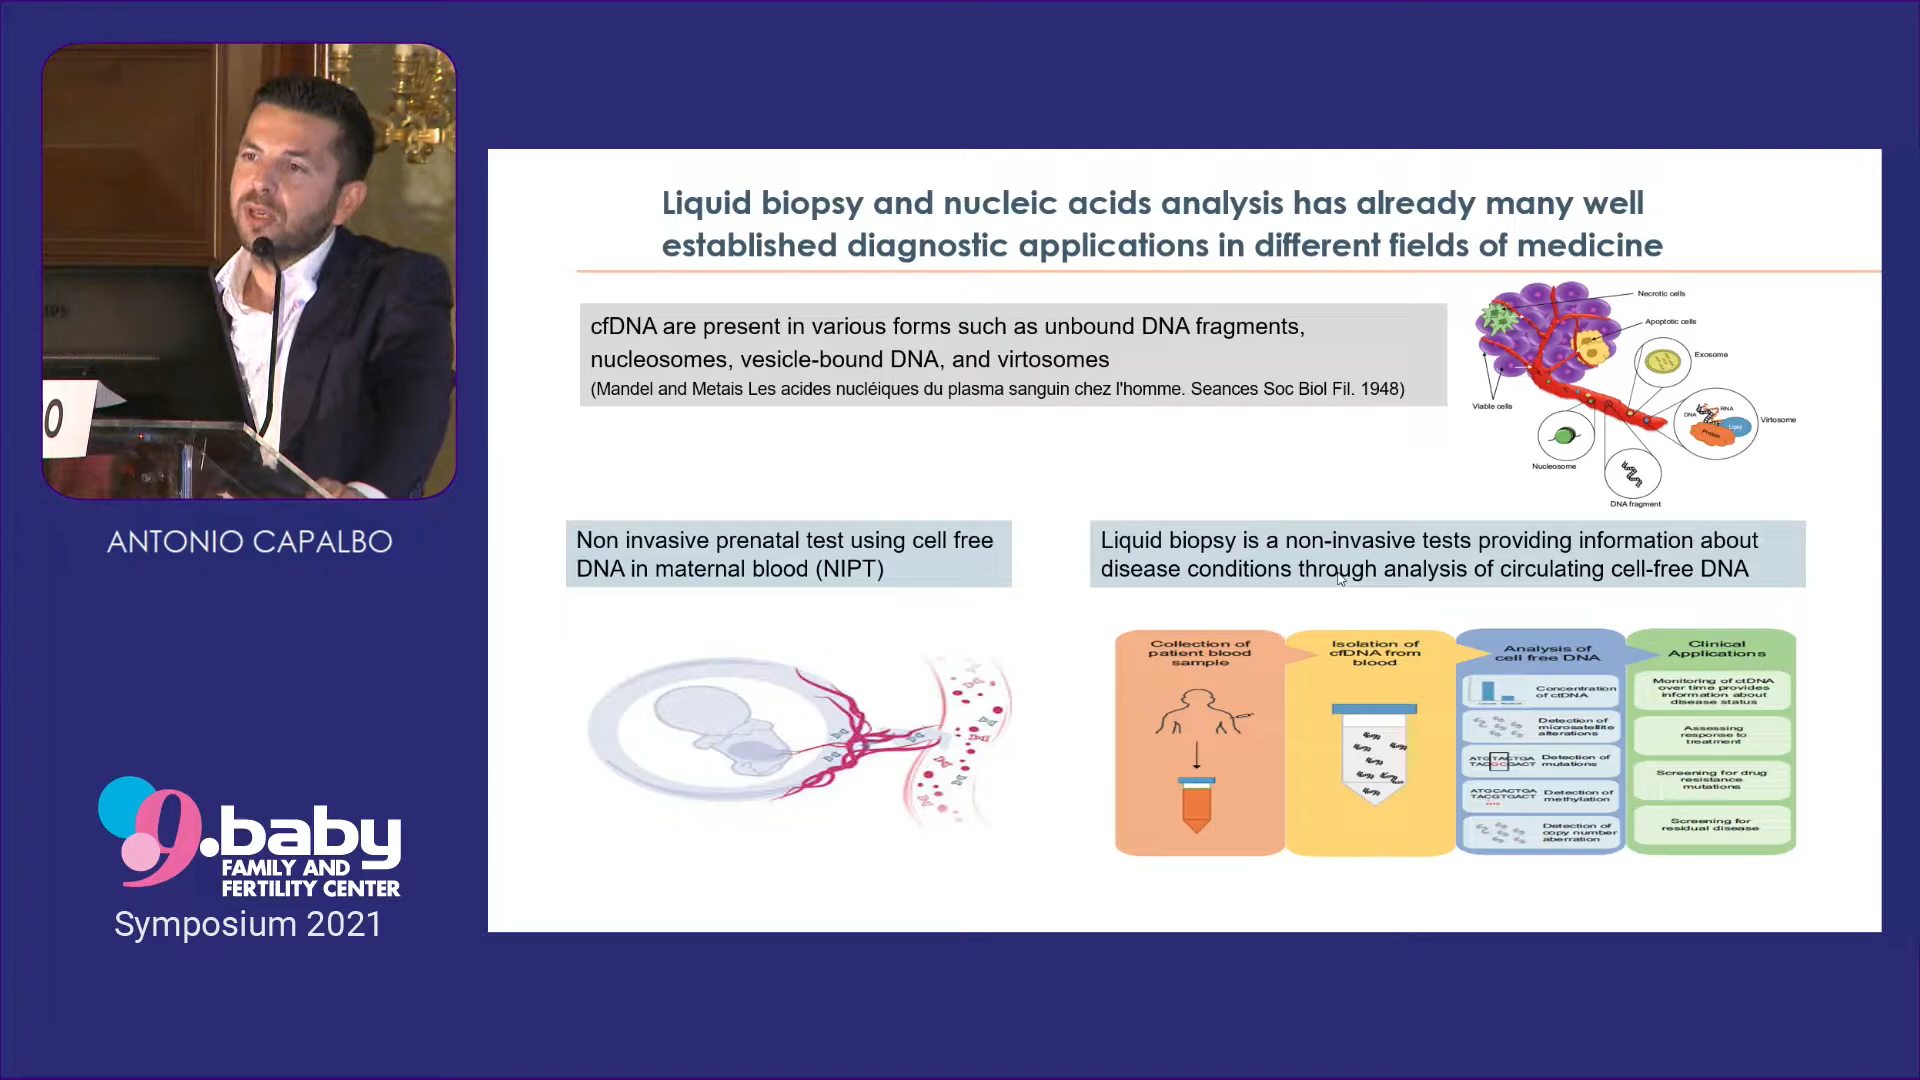 Liquid biopsy and nucleic acids analysis has already many well
established diagnostic applications in different fields of medicine
cfDNA are present in various forms such as unbound DNA fragments,
nucleosomes, vesicle-bound DNA, and virtosomes
(Mandel and Metais Les acides nucléiques du plasma sanguin chez l'homme. Seances Soc Biol Fil. 1948)
Necrotic cells
Apoptotic cells
Exosome
Viable cells
DNA
RNA
Lipid
Protein
Virtosome
Nucleosome
DNA fragment
O
ANTONIO CAPALBO
Non invasive prenatal test using cell free
DNA in maternal blood (NIPT)
Liquid biopsy is a non-invasive tests providing information about
disease conditions through analysis of circulating cell-free DNA
Collection of
patient blood
sample
Isolation of
cfDNA from
blood
Analysis of
cell free DNA
Concentration
of ctDNA
Detection of
microsatellite
alterations
Detection of
mutations
ATGCACTGA
TACGTGACT
Detection of
methylation
Detection of
copy number
aberration
Clinical
Applications
Monitoring of ctDNA
over time provides
information about
disease status
Assessing
response to
treatment
Screening for drug
resistance
mutations
Screening for
residual disease
9.baby
FAMILY AND
FERTILITY CENTER
Symposium 2021